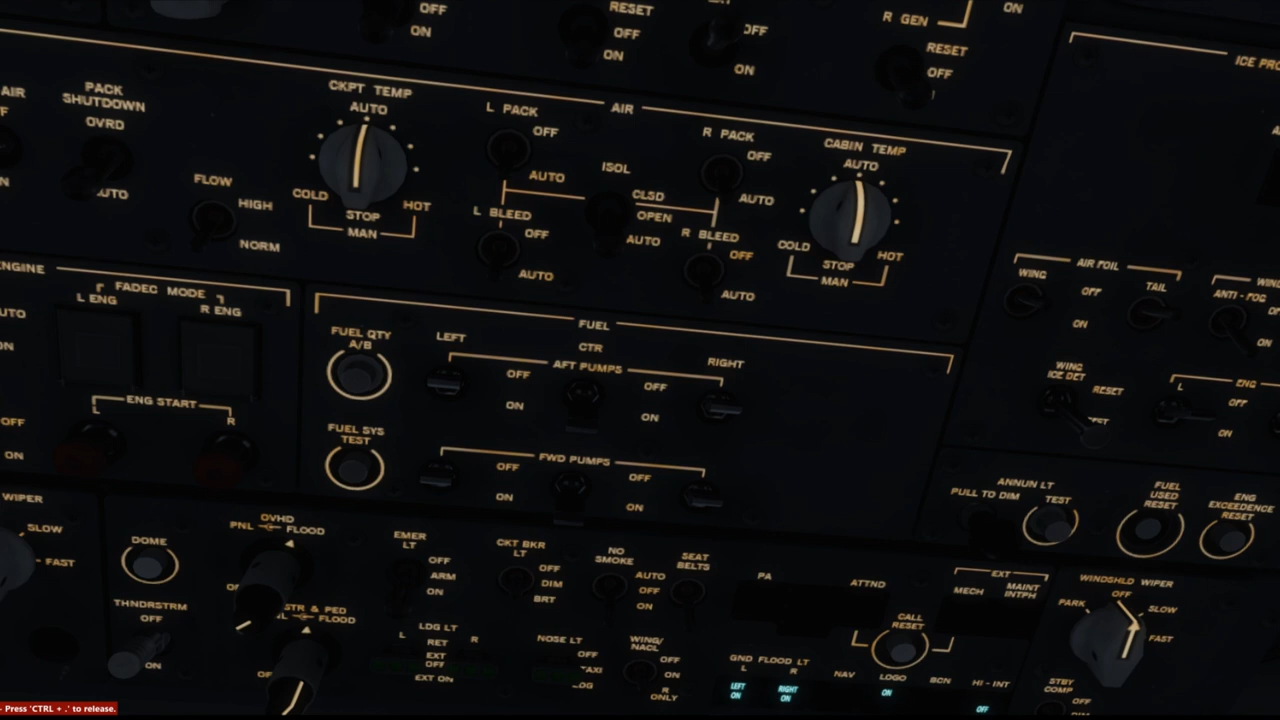 OFF
ON
RESET
OFF
ON
OFF
ON
R GEN
RESET
OFF
ON
AIR
PACK
SHUTDOWN
OVRD
FLOW
HIGH
NORM
CKPT TEMP
AUTO
COLD
HOT
STOP
MAN
AIR
L PACK
OFF
AUTO
ISOL
CLSD
OPEN
AUTO
L BLEED
OFF
AUTO
R PACK
OFF
AUTO
R BLEED
OFF
AUTO
CABIN TEMP
AUTO
COLD
HOT
STOP
MAN
AIR FOIL
WING
OFF
ON
TAIL
ANTI-FOG
ON
WING
ICE DET
RESET
L
ENG
OFF
ON
ENGINE
FADEC MODE
L ENG
R ENG
ENG START
L
R
OFF
ON
FUEL
FUEL QTY
A/B
FUEL SYS
TEST
LEFT
CTR
RIGHT
AFT PUMPS
OFF
ON
OFF
ON
FWD PUMPS
OFF
ON
OFF
ON
ANNUN LT
PULL TO DIM
TEST
FUEL
USED
RESET
ENG
EXCEEDENCE
RESET
WIPER
SLOW
FAST
DOME
THNDRSTRM
OFF
ON
OVHD
PNL
FLOOD
STR & PED
FLOOD
EMER
LT
OFF
ARM
ON
CKT BKR
LT
OFF
DIM
BRT
NO
SMOKE
AUTO
OFF
ON
SEAT
BELTS
LDG LT
L
R
RET
EXT
OFF
EXT ON
NOSE LT
OFF
WING/
NACL
OFF
ON
R
ONLY
PA
ATTND
EXT
MECH
MAINT
INTPH
CALL
RESET
GND FLOOD LT
L
R
LEFT
ON
RIGHT
ON
NAV
LOGO
ON
BCN
HI-INT
OFF
WINDSHLD WIPER
OFF
PARK
SLOW
FAST
STBY
COMP
OFF
- Press 'CTRL + .' to release.